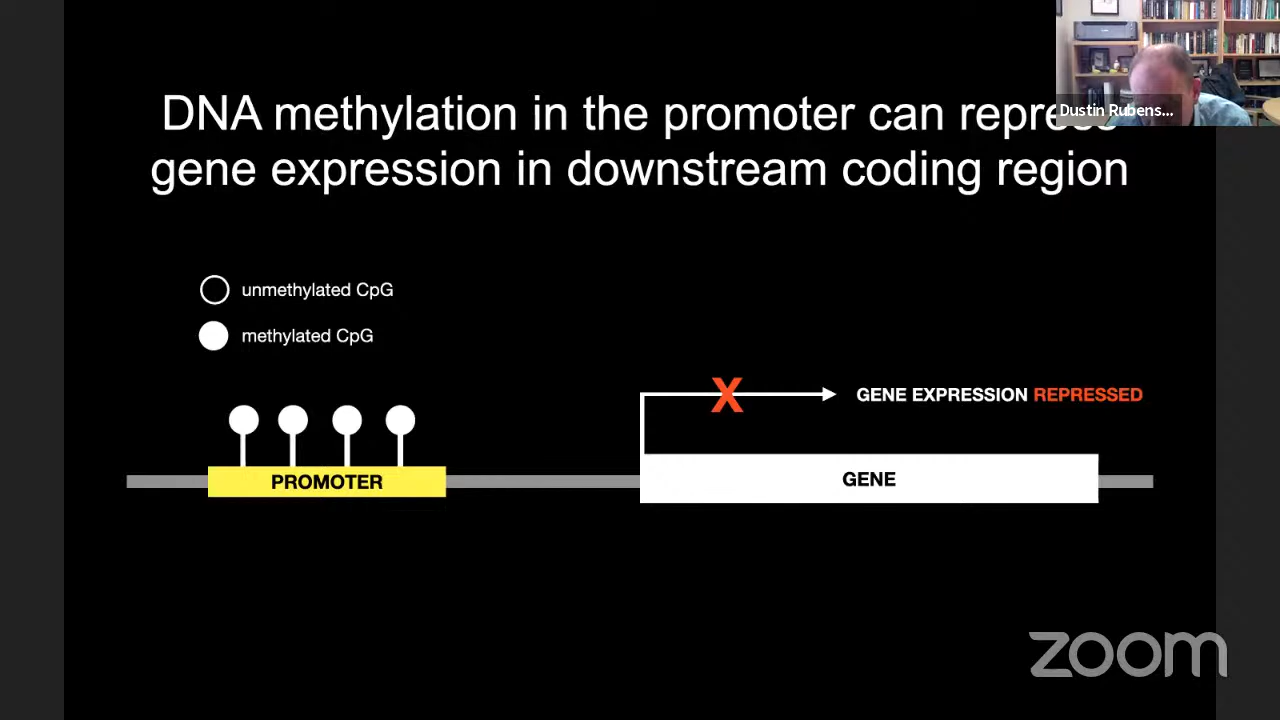 DNA methylation in the promoter can repress
gene expression in downstream coding region
Dustin Rubens...
unmethylated CpG
methylated CpG
X
GENE EXPRESSION REPRESSED
PROMOTER
GENE
zoom